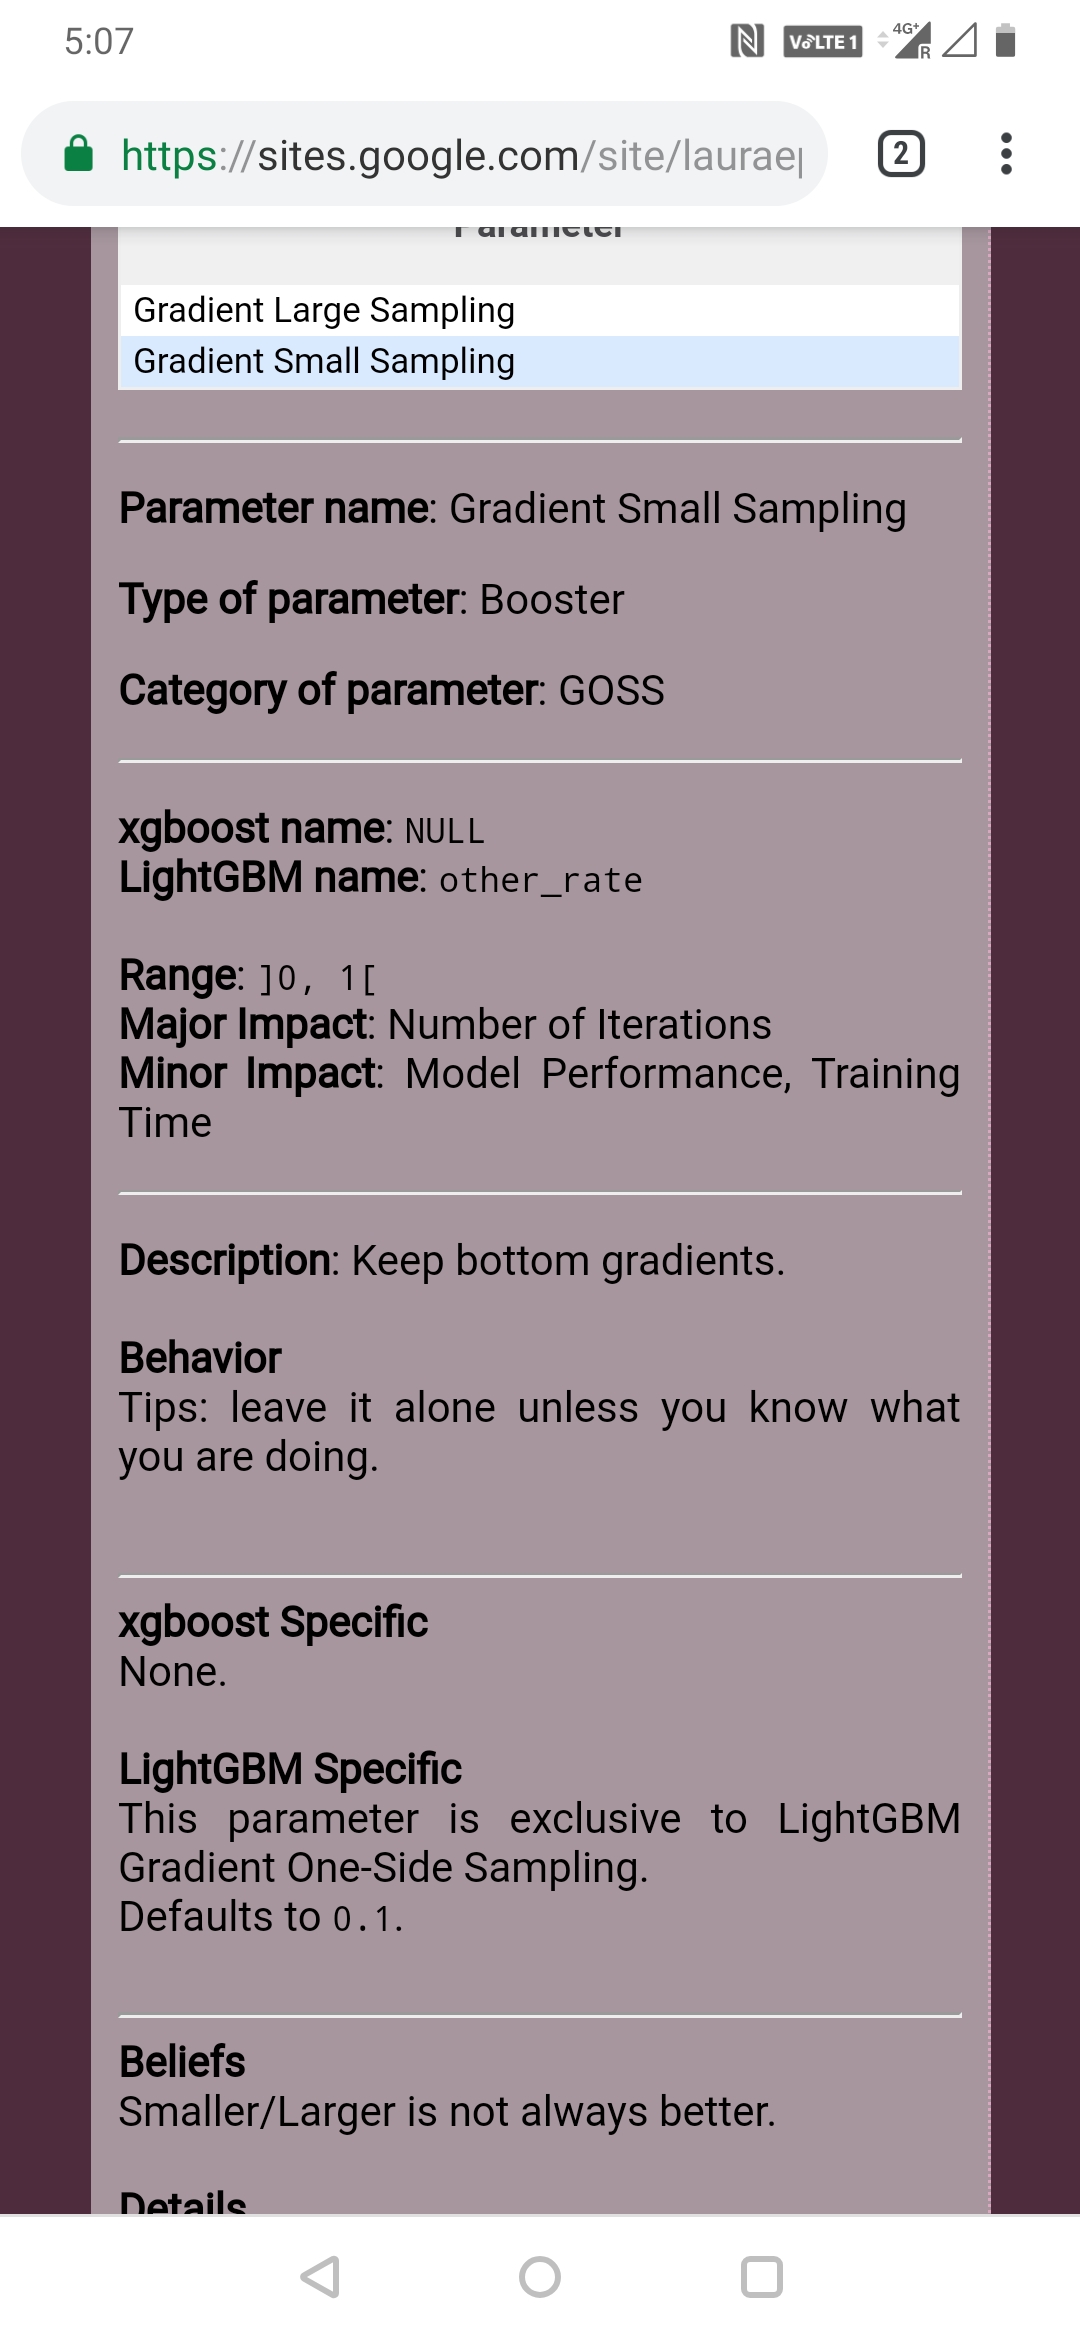 5:07
VoLTE 1
4G+
R
https://sites.google.com/site/laurae
2
Parameter
Gradient Large Sampling
Gradient Small Sampling
Parameter name: Gradient Small Sampling
Type of parameter: Booster
Category of parameter: GOSS
xgboost name: NULL
LightGBM name: other_rate
Range: ]0, 1[
Major Impact: Number of Iterations
Minor Impact: Model Performance, Training
Time
Description: Keep bottom gradients.
Behavior
Tips: leave it alone unless you know what
you are doing.
xgboost Specific
None.
LightGBM Specific
This parameter is exclusive to LightGBM
Gradient One-Side Sampling.
Defaults to 0.1.
Beliefs
Smaller/Larger is not always better.
Details